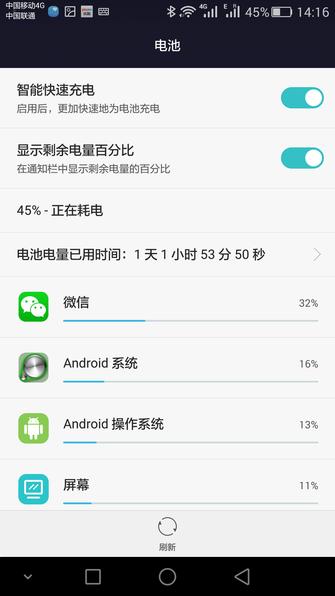 中国移动4G
中国联通
4G
E
H
45%
14:16
电池
智能快速充电
启用后，更加快速地为电池充电
显示剩余电量百分比
在通知栏中显示剩余电量的百分比
45% - 正在耗电
电池电量已用时间：1 天 1 小时 53 分 50 秒
微信
32%
Android 系统
16%
Android 操作系统
13%
屏幕
11%
刷新